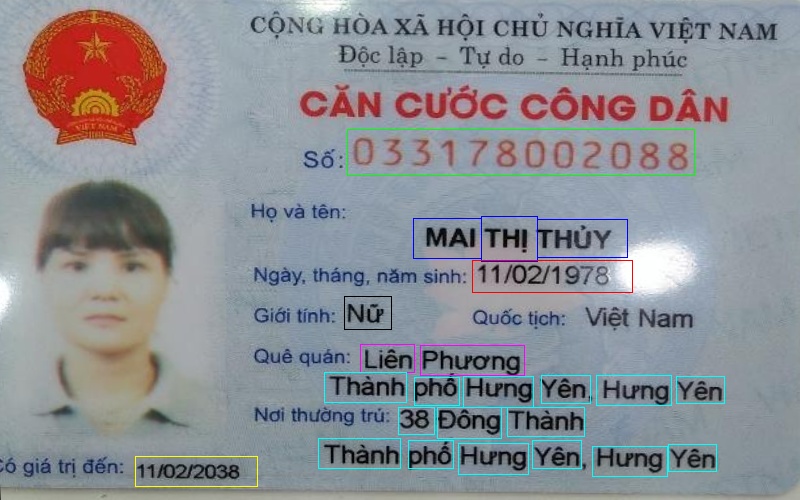 CỘNG HÒA XÃ HỘI CHỦ NGHĨA VIỆT NAM
Độc lập - Tự do - Hạnh phúc
CĂN CƯỚC CÔNG DÂN
VIỆT NAM
Số: 033178002088
Họ và tên:
MAI THỊ THỦY
Ngày, tháng, năm sinh: 11/02/1978
Giới tính: Nữ Quốc tịch: Việt Nam
Quê quán: Liên Phương
Thành phố Hưng Yên, Hưng Yên
Nơi thường trú: 38 Đông Thành
Thành phố Hưng Yên, Hưng Yên
Có giá trị đến: 11/02/2038